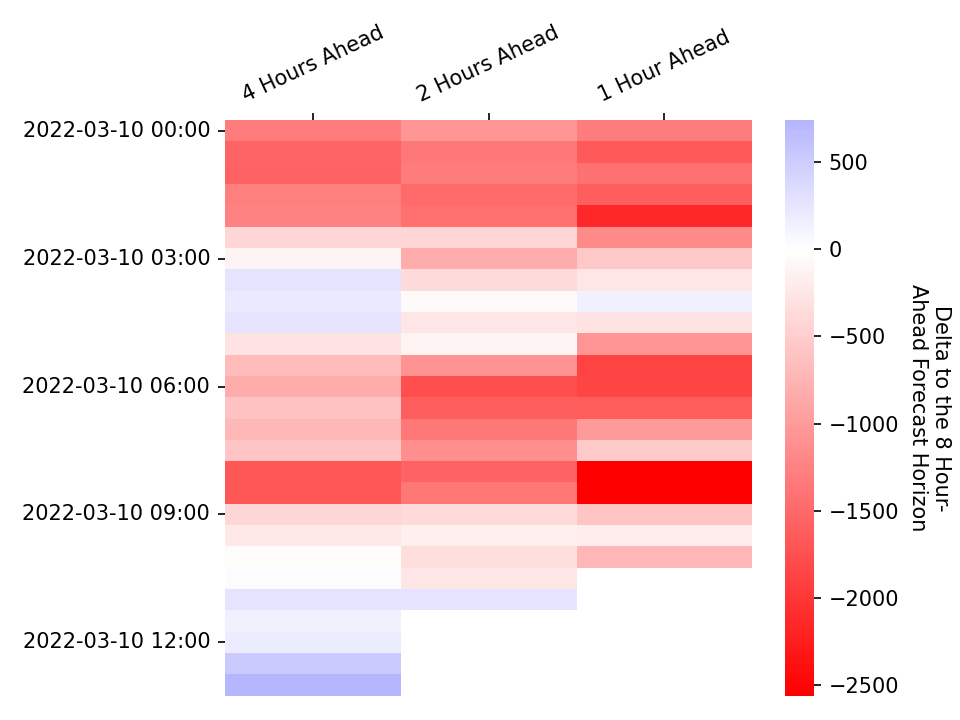 4 Hours Ahead
2 Hours Ahead
1 Hour Ahead
2022-03-10 00:00
2022-03-10 03:00
2022-03-10 06:00
2022-03-10 09:00
2022-03-10 12:00
500
0
−500
−1000
−1500
−2000
−2500
Delta to the 8 Hour-
Ahead Forecast Horizon